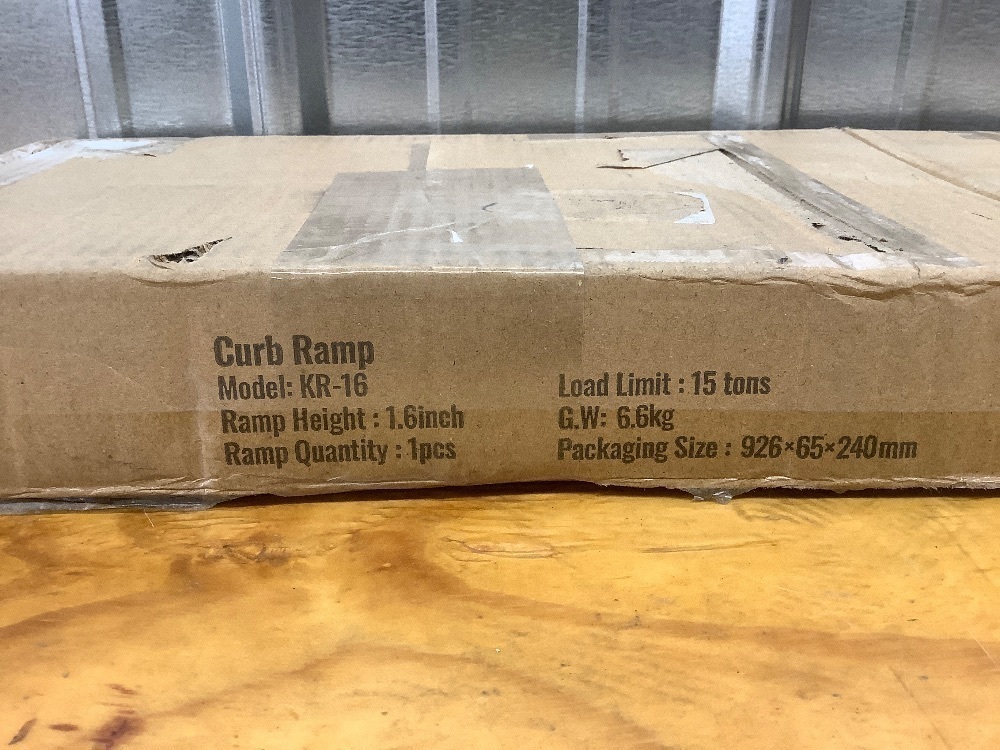 Curb Ramp
Model: KR-16
Ramp Height : 1.6inch
Ramp Quantity : 1pcs
Load Limit : 15 tons
G.W: 6.6kg
Packaging Size : 926×65×240mm